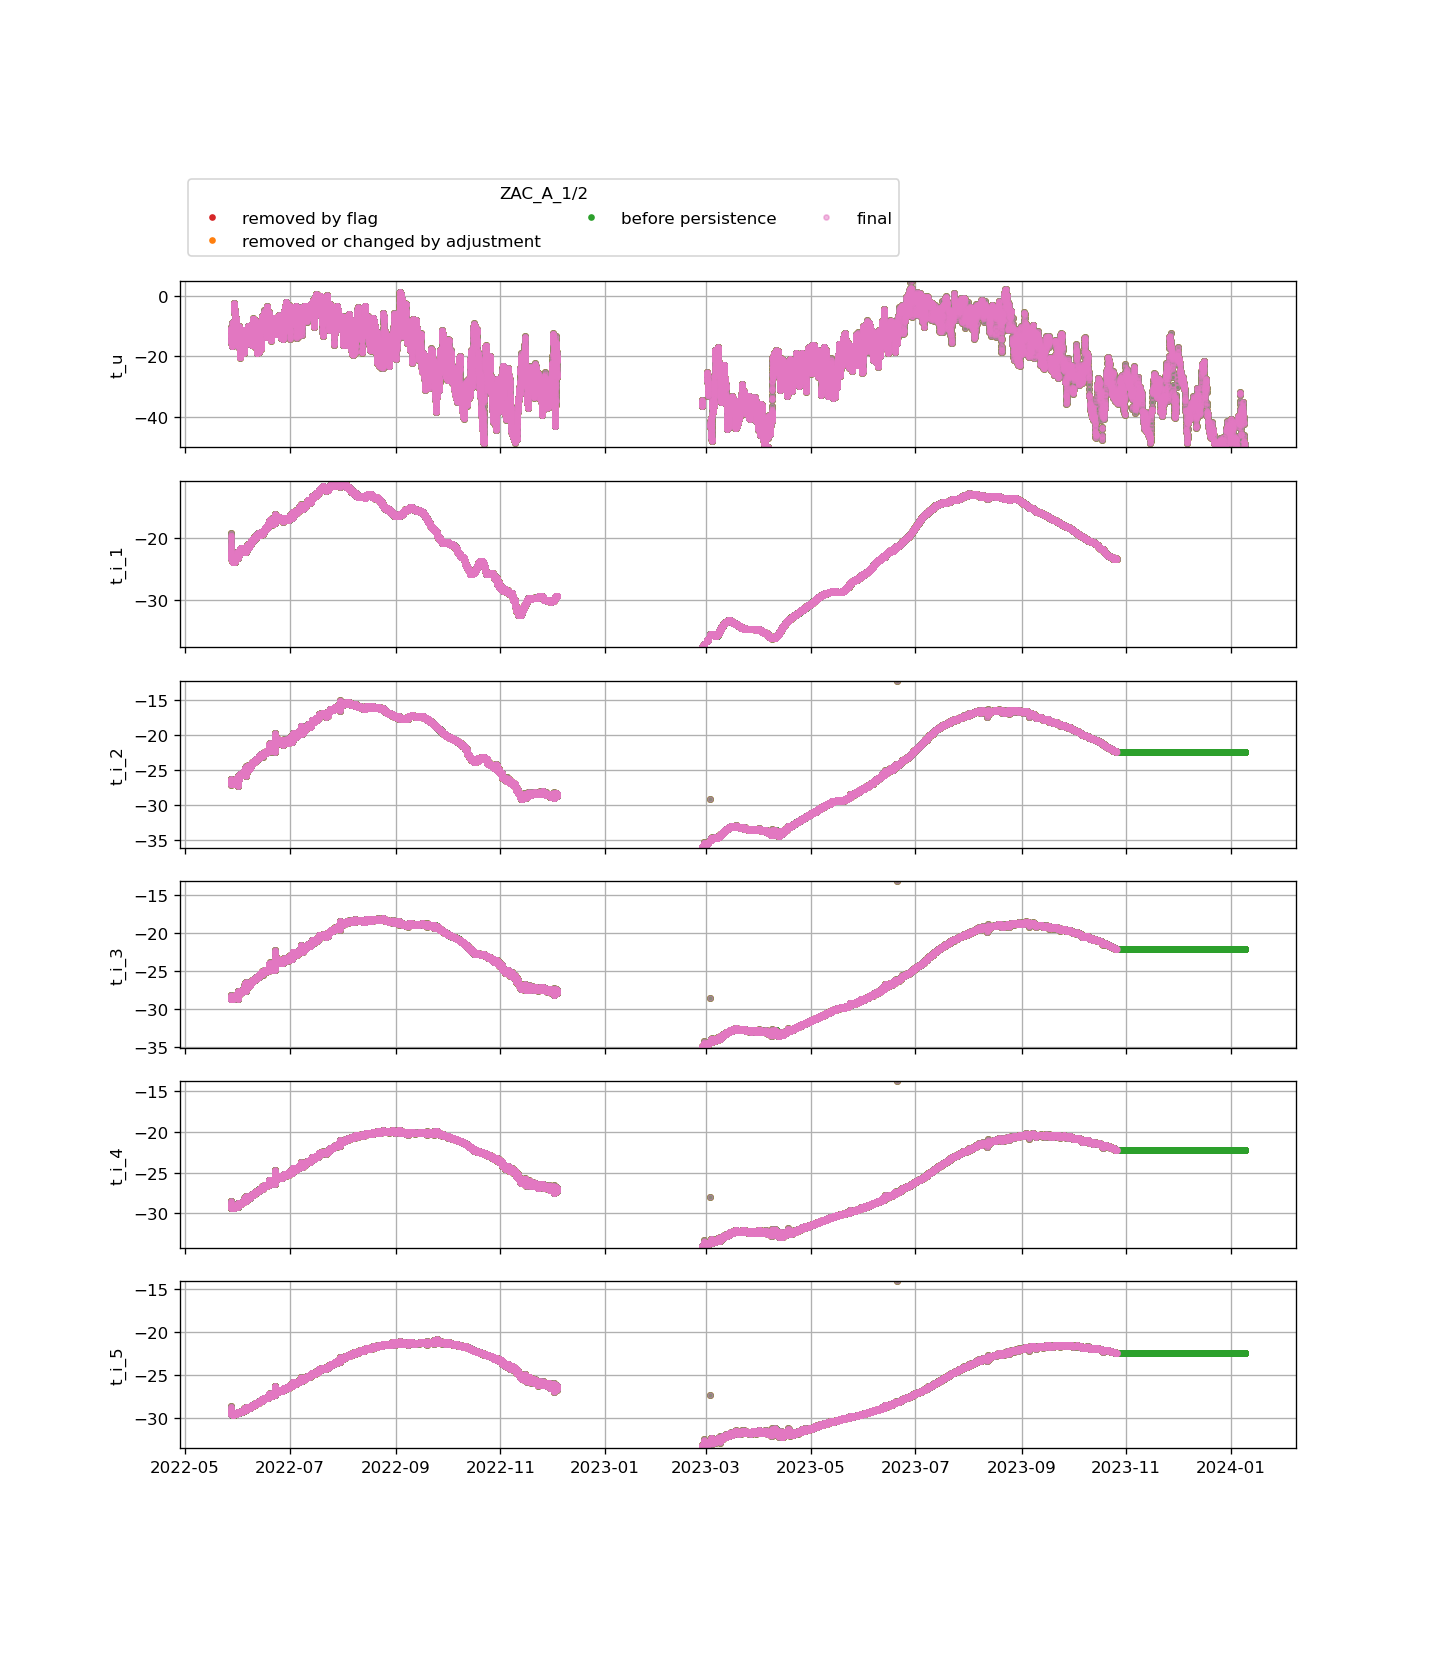 ZAC_A_1/2
removed by flag
removed or changed by adjustment
before persistence
final
t_u
0
−20
−40
t_i_1
−20
−30
t_i_2
−15
−20
−25
−30
−35
t_i_3
−15
−20
−25
−30
−35
t_i_4
−15
−20
−25
−30
t_i_5
−15
−20
−25
−30
2022-05 2022-07 2022-09 2022-11 2023-01 2023-03 2023-05 2023-07 2023-09 2023-11 2024-01